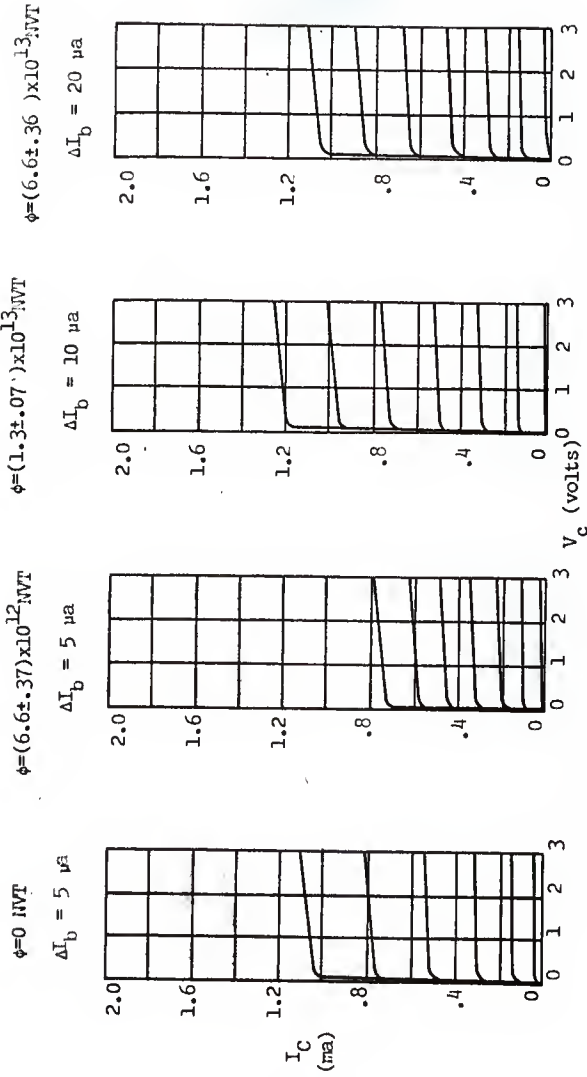 φ=0 NVT
ΔI_b = 5 μa
2.0
1.6
1.2
.8
.4
0
I_C
(ma)
0 1 2 3
φ=(6.6±.37)x10^12 NVT
ΔI_b = 5 μa
2.0
1.6
1.2
.8
.4
0
0 1 2 3
φ=(1.3±.07)x10^13 NVT
ΔI_b = 10 μa
2.0
1.6
1.2
.8
.4
0
0 1 2 3
V_c (volts)
φ=(6.6±.36 )x10^13 NVT
ΔI_b = 20 μa
2.0
1.6
1.2
.8
.4
0
0 1 2 3